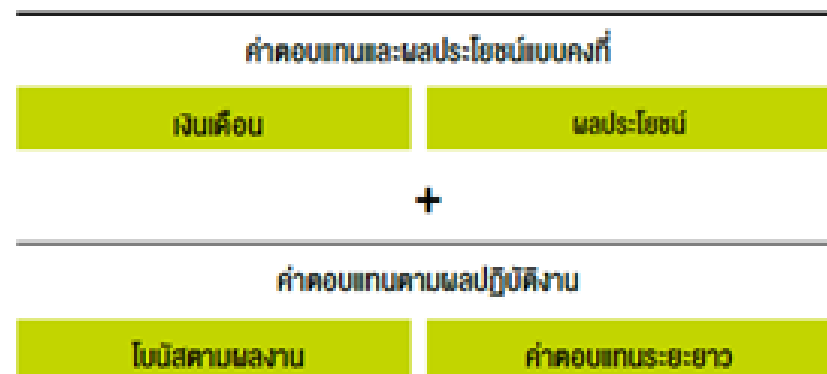 ค่าตอบแทนและผลประโยชน์แบบคงที่
เงินเดือน ผลประโยชน์
+
ค่าตอบแทนตามผลปฏิบัติงาน
โบนัสตามผลงาน ค่าตอบแทนระยะยาว